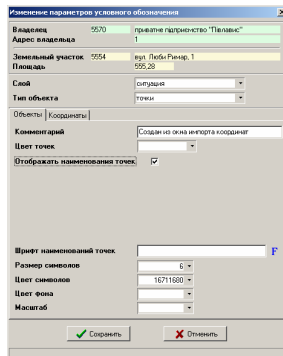 Изменение параметров условного обозначения
Владелец 5570 приватне підприємство "Півлавис"
Адрес владельца 1
Земельный участок 5554 вул. Люби Римар, 1
Площадь 555,28
Слой ситуация
Тип объекта точки
Объекты Координаты
Комментарий Создан из окна импорта координат
Цвет точек
Отображать наименования точек
Шрифт наименований точек F
Размер символов 6
Цвет символов 16711680
Цвет фона
Масштаб
Сохранить Отменить